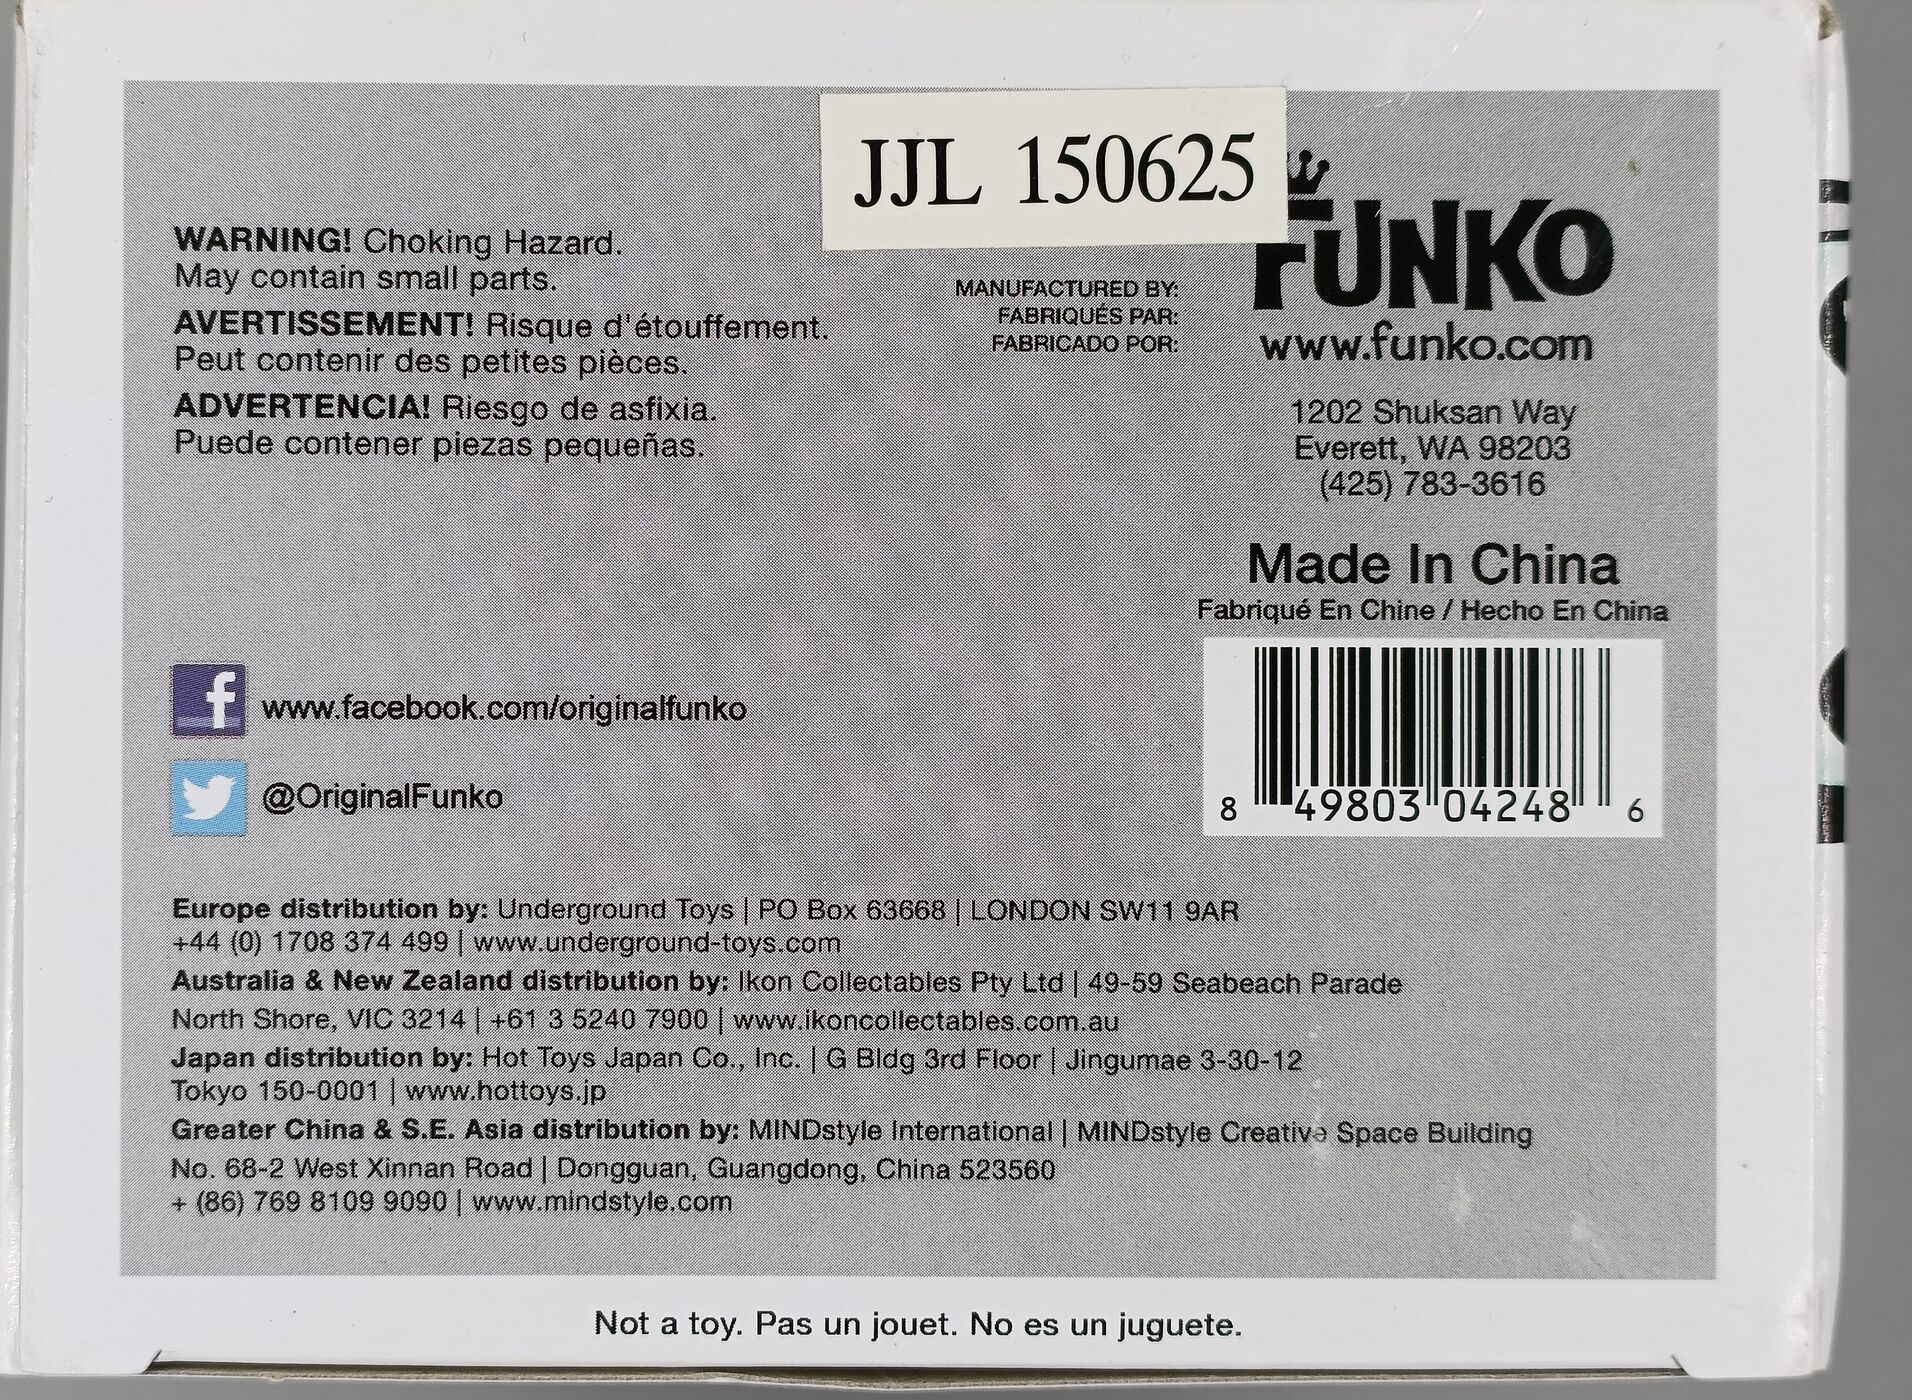 JJL 150625
WARNING! Choking Hazard.
May contain small parts.
AVERTISSEMENT! Risque d'étouffement.
Peut contenir des petites pièces.
ADVERTENCIA! Riesgo de asfixia.
Puede contener piezas pequeñas.
MANUFACTURED BY:
FABRIQUÉS PAR:
FABRICADO POR:
FUNKO
www.funko.com
1202 Shuksan Way
Everett, WA 98203
(425) 783-3616
Made In China
Fabriqué En Chine / Hecho En China
8 49803 04248 6
f www.facebook.com/originalfunko
@OriginalFunko
Europe distribution by: Underground Toys | PO Box 63668 | LONDON SW11 9AR
+44 (0) 1708 374 499 | www.underground-toys.com
Australia & New Zealand distribution by: Ikon Collectables Pty Ltd | 49-59 Seabeach Parade
North Shore, VIC 3214 | +61 3 5240 7900 | www.ikoncollectables.com.au
Japan distribution by: Hot Toys Japan Co., Inc. | G Bldg 3rd Floor | Jingumae 3-30-12
Tokyo 150-0001 | www.hottoys.jp
Greater China & S.E. Asia distribution by: MINDstyle International | MINDstyle Creative Space Building
No. 68-2 West Xinnan Road | Dongguan, Guangdong, China 523560
+ (86) 769 8109 9090 | www.mindstyle.com
Not a toy. Pas un jouet. No es un juguete.